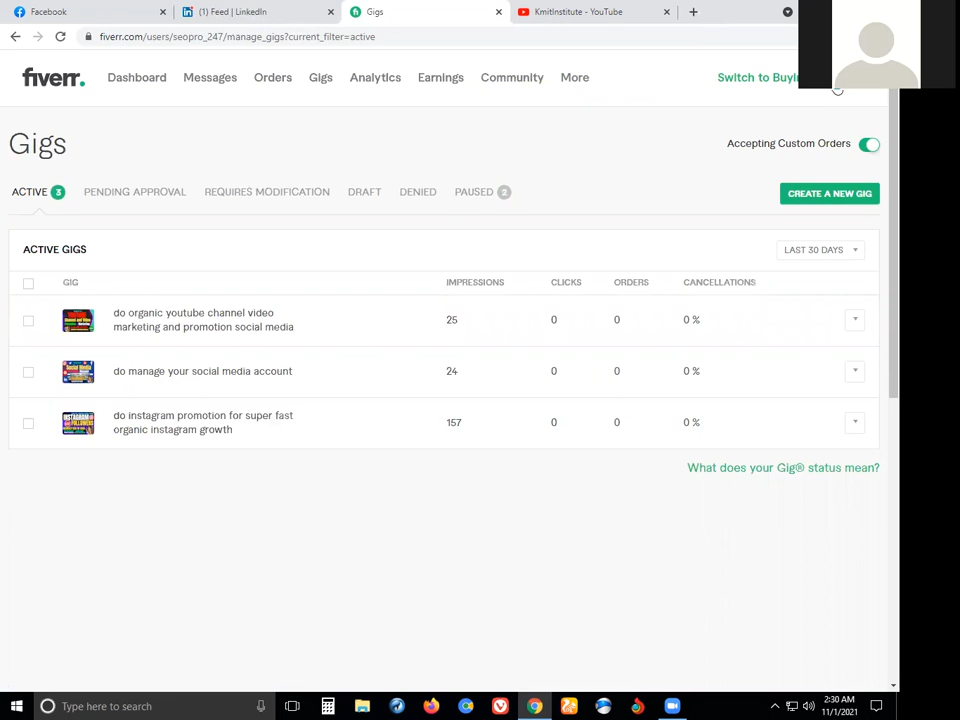 Facebook
(1) Feed | LinkedIn
Gigs
KmitInstitute - YouTube
fiverr.com/users/seopro_247/manage_gigs?current_filter=active
fiverr.
Dashboard
Messages
Orders
Gigs
Analytics
Earnings
Community
More
Switch to Buyi
Gigs
Accepting Custom Orders
ACTIVE 3
PENDING APPROVAL
REQUIRES MODIFICATION
DRAFT
DENIED
PAUSED 2
CREATE A NEW GIG
ACTIVE GIGS
LAST 30 DAYS
GIG
IMPRESSIONS
CLICKS
ORDERS
CANCELLATIONS
do organic youtube channel video
marketing and promotion social media
25
0
0
0 %
do manage your social media account
24
0
0
0 %
do instagram promotion for super fast
organic instagram growth
157
0
0
0 %
What does your Gig® status mean?
Type here to search
2:30 AM
11/1/2021